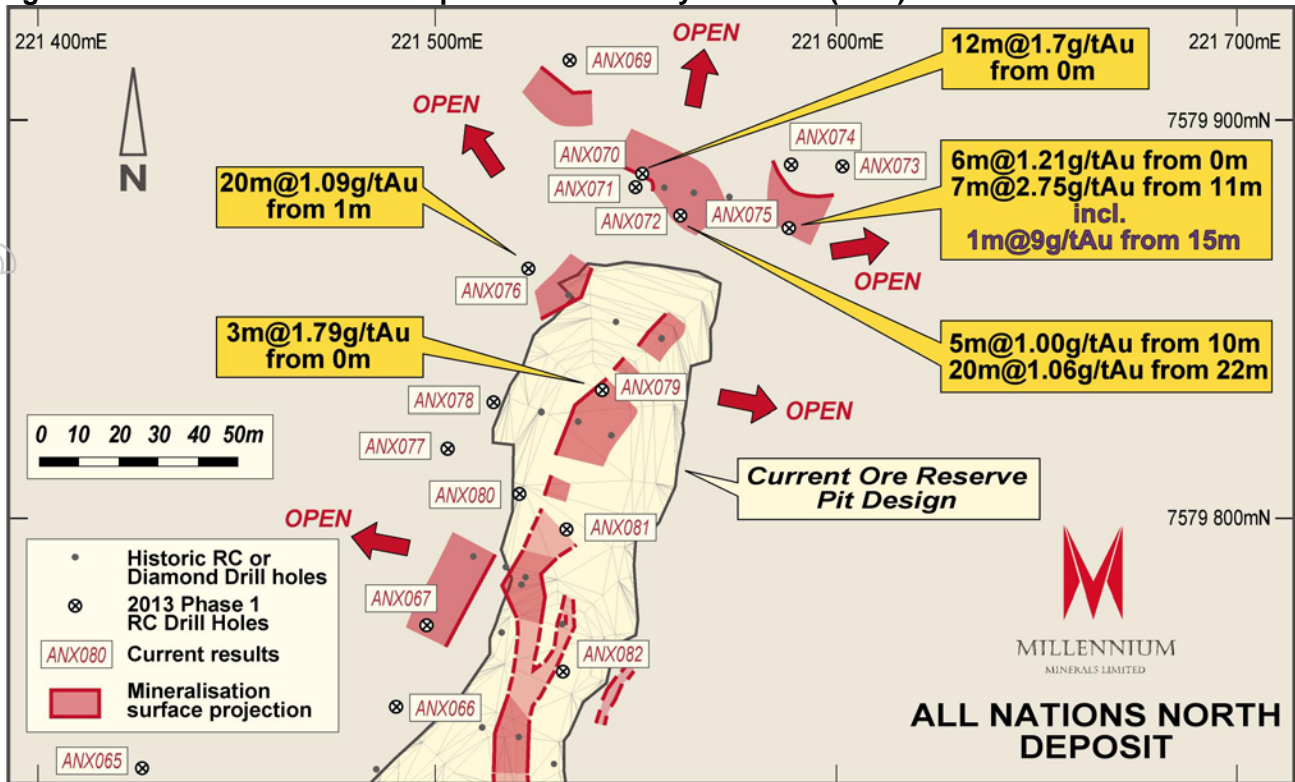 221 400mE
221 500mE
221 600mE
221 700mE
OPEN
ANX069
12m@1.7g/tAu
from 0m
OPEN
7579 900mN
ANX070
ANX074
20m@1.09g/tAu
from 1m
ANX071
ANX073
6m@1.21g/tAu from 0m
7m@2.75g/tAu from 11m
incl.
1m@9g/tAu from 15m
N
ANX072
ANX075
OPEN
ANX076
3m@1.79g/tAu
from 0m
5m@1.00g/tAu from 10m
20m@1.06g/tAu from 22m
ANX079
ANX078
OPEN
0 10 20 30 40 50m
ANX077
Current Ore Reserve
Pit Design
ANX080
OPEN
ANX081
7579 800mN
Historic RC or
Diamond Drill holes
2013 Phase 1
RC Drill Holes
ANX080 Current results
Mineralisation
surface projection
ANX067
ANX082
MILLENNIUM
MINERALS LIMITED
ANX066
ALL NATIONS NORTH
DEPOSIT
ANX065